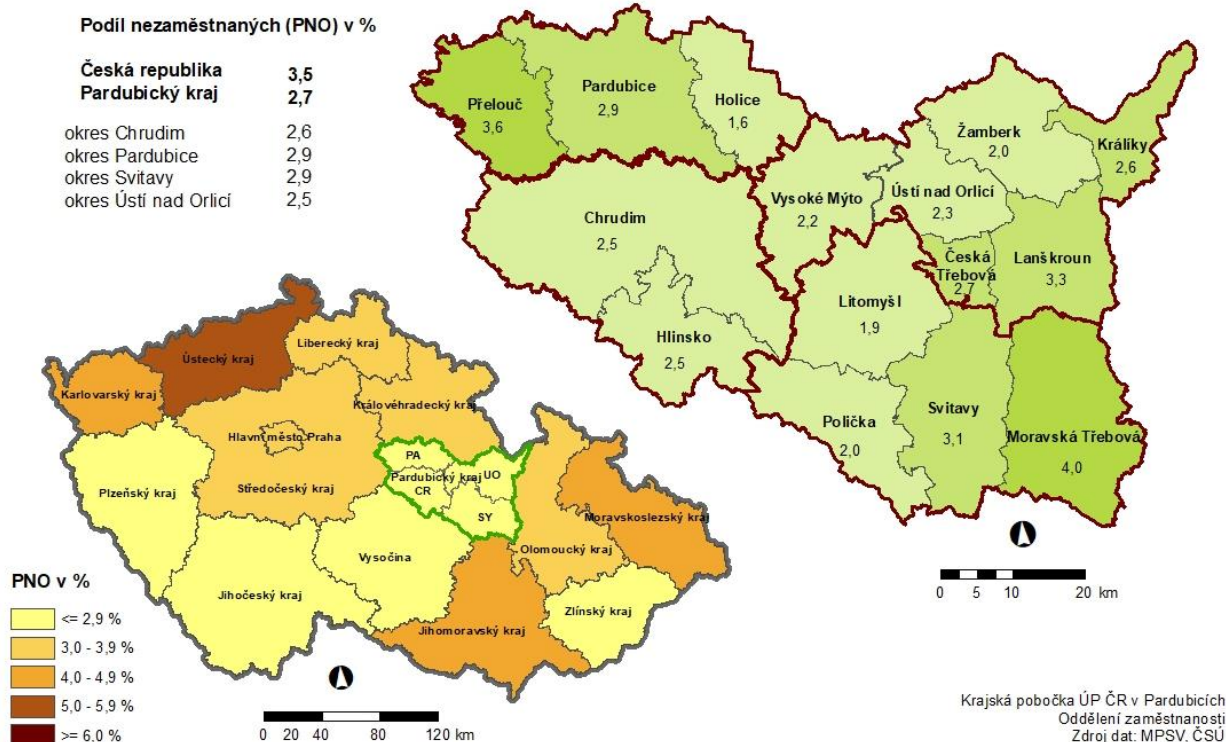 Podíl nezaměstnaných (PNO) v %
Česká republika 3,5
Pardubický kraj 2,7
okres Chrudim 2,6
okres Pardubice 2,9
okres Svitavy 2,9
okres Ústí nad Orlicí 2,5
Přelouč
3,6
Pardubice
2,9
Holice
1,6
Žamberk
2,0
Králíky
2,6
Vysoké Mýto
2,2
Ústí nad Orlicí
2,3
Chrudim
2,5
Česká
Třebová
2,7
Lanškroun
3,3
Litomyšl
1,9
Hlinsko
2,5
Polička
2,0
Svitavy
3,1
Moravská Třebová
4,0
0 5 10 20 km
Ústecký kraj
Liberecký kraj
Karlovarský kraj
Královéhradecký kraj
Hlavní město Praha
Středočeský kraj
Plzeňský kraj
PA
UO
Pardubický kraj
CR
SY
Moravskoslezský kraj
Olomoucký kraj
Vysočina
Jihočeský kraj
Zlínský kraj
Jihomoravský kraj
PNO v %
<= 2,9 %
3,0 - 3,9 %
4,0 - 4,9 %
5,0 - 5,9 %
>= 6,0 %
0 20 40 80 120 km
Krajská pobočka ÚP ČR v Pardubicích
Oddělení zaměstnanosti
Zdroj dat: MPSV, ČSÚ